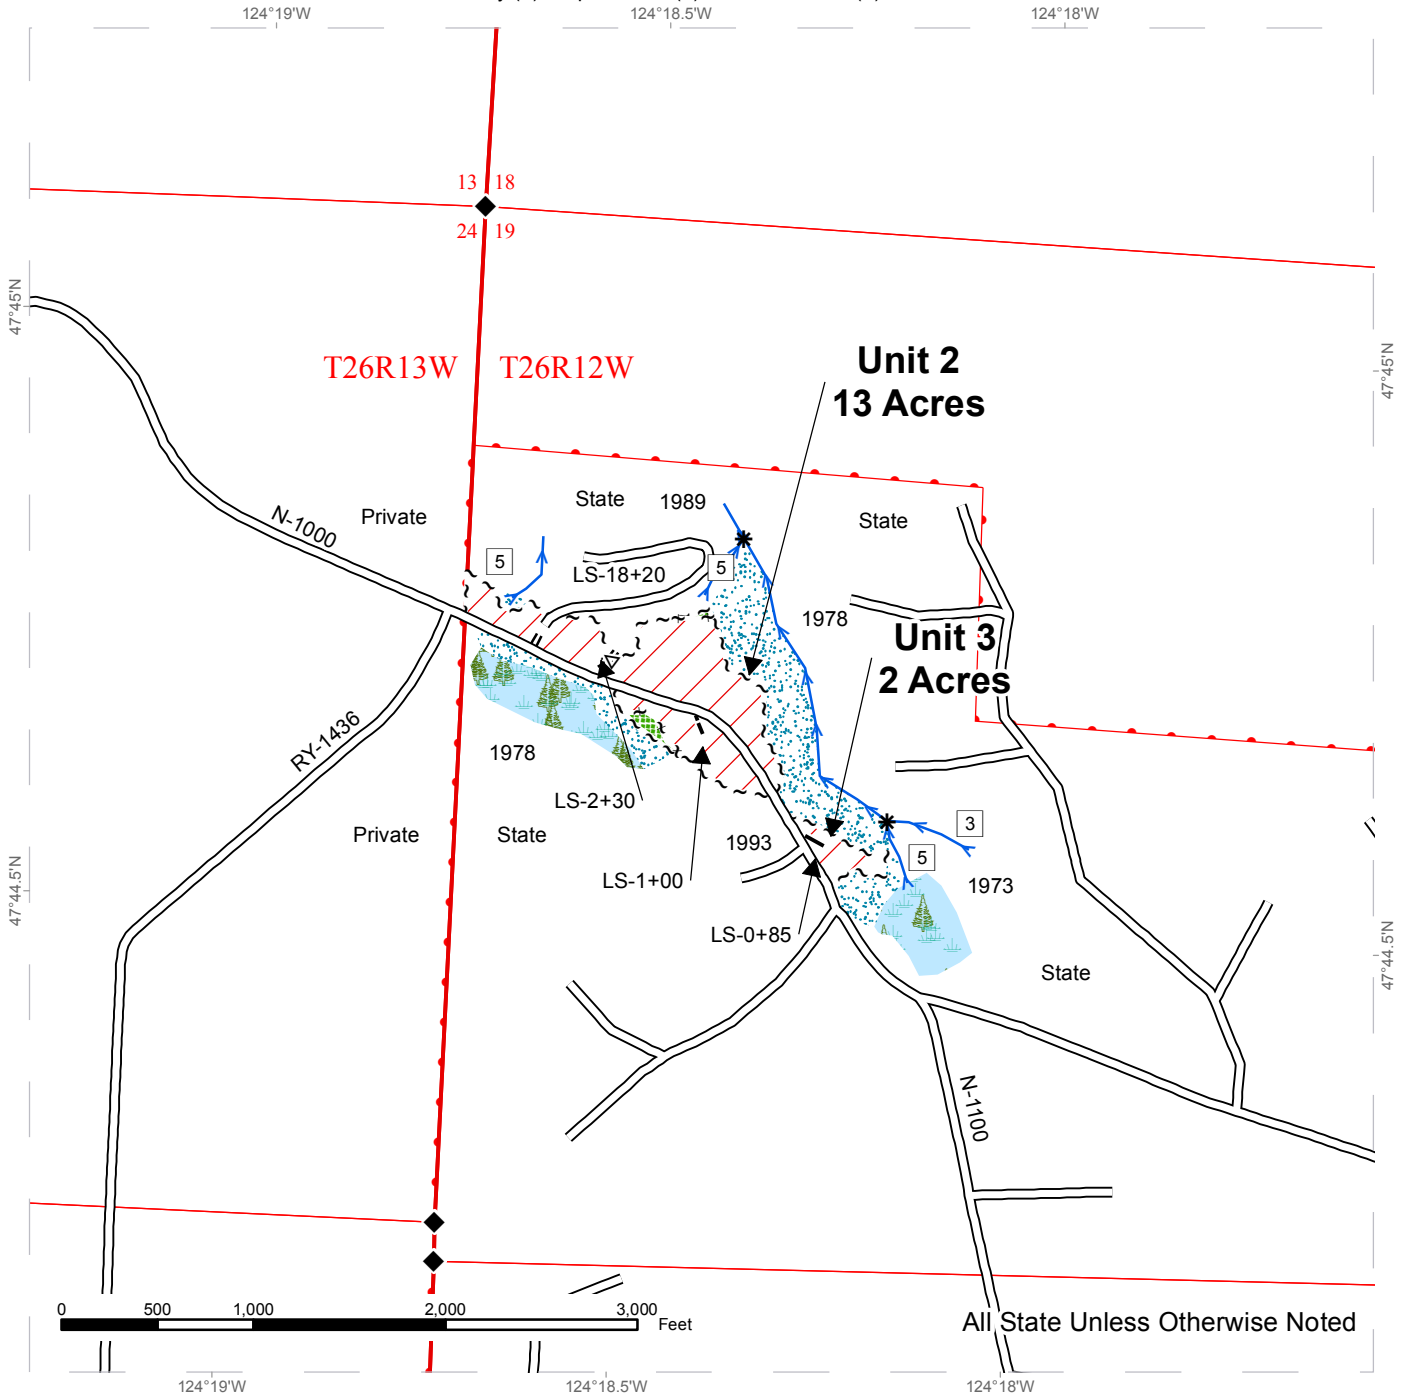 124°19'W
124°18.5'W
124°18'W
13
18
24
19
47°45'N
47°45'N
T26R13W
T26R12W
Unit 2
13 Acres
State
1989
State
Private
N-1000
5
LS-18+20
5
1978
Unit 3
2 Acres
RY-1436
1978
LS-2+30
Private
State
1993
3
5
LS-1+00
1973
47°44.5'N
47°44.5'N
LS-0+85
State
N-1100
0
500
1,000
2,000
3,000
Feet
All State Unless Otherwise Noted
124°19'W
124°18.5'W
124°18'W